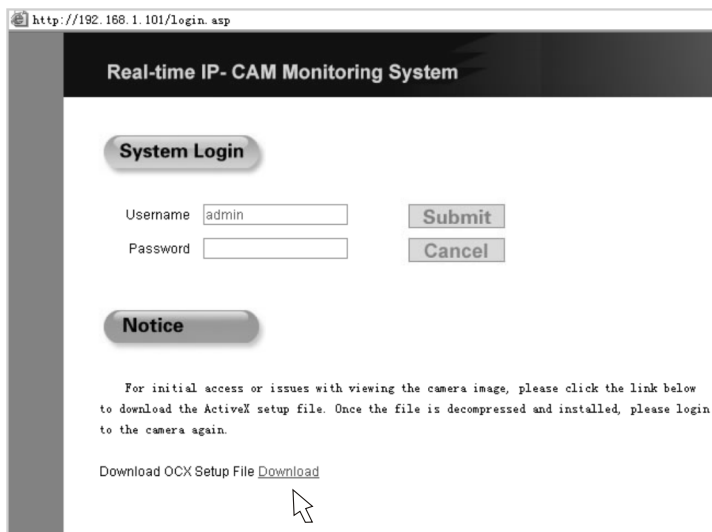 http://192.168.1.101/login.asp
Real-time IP- CAM Monitoring System
System Login
Username admin Submit
Password Cancel
Notice
For initial access or issues with viewing the camera image, please click the link below
to download the ActiveX setup file. Once the file is decompressed and installed, please login
to the camera again.
Download OCX Setup File Download